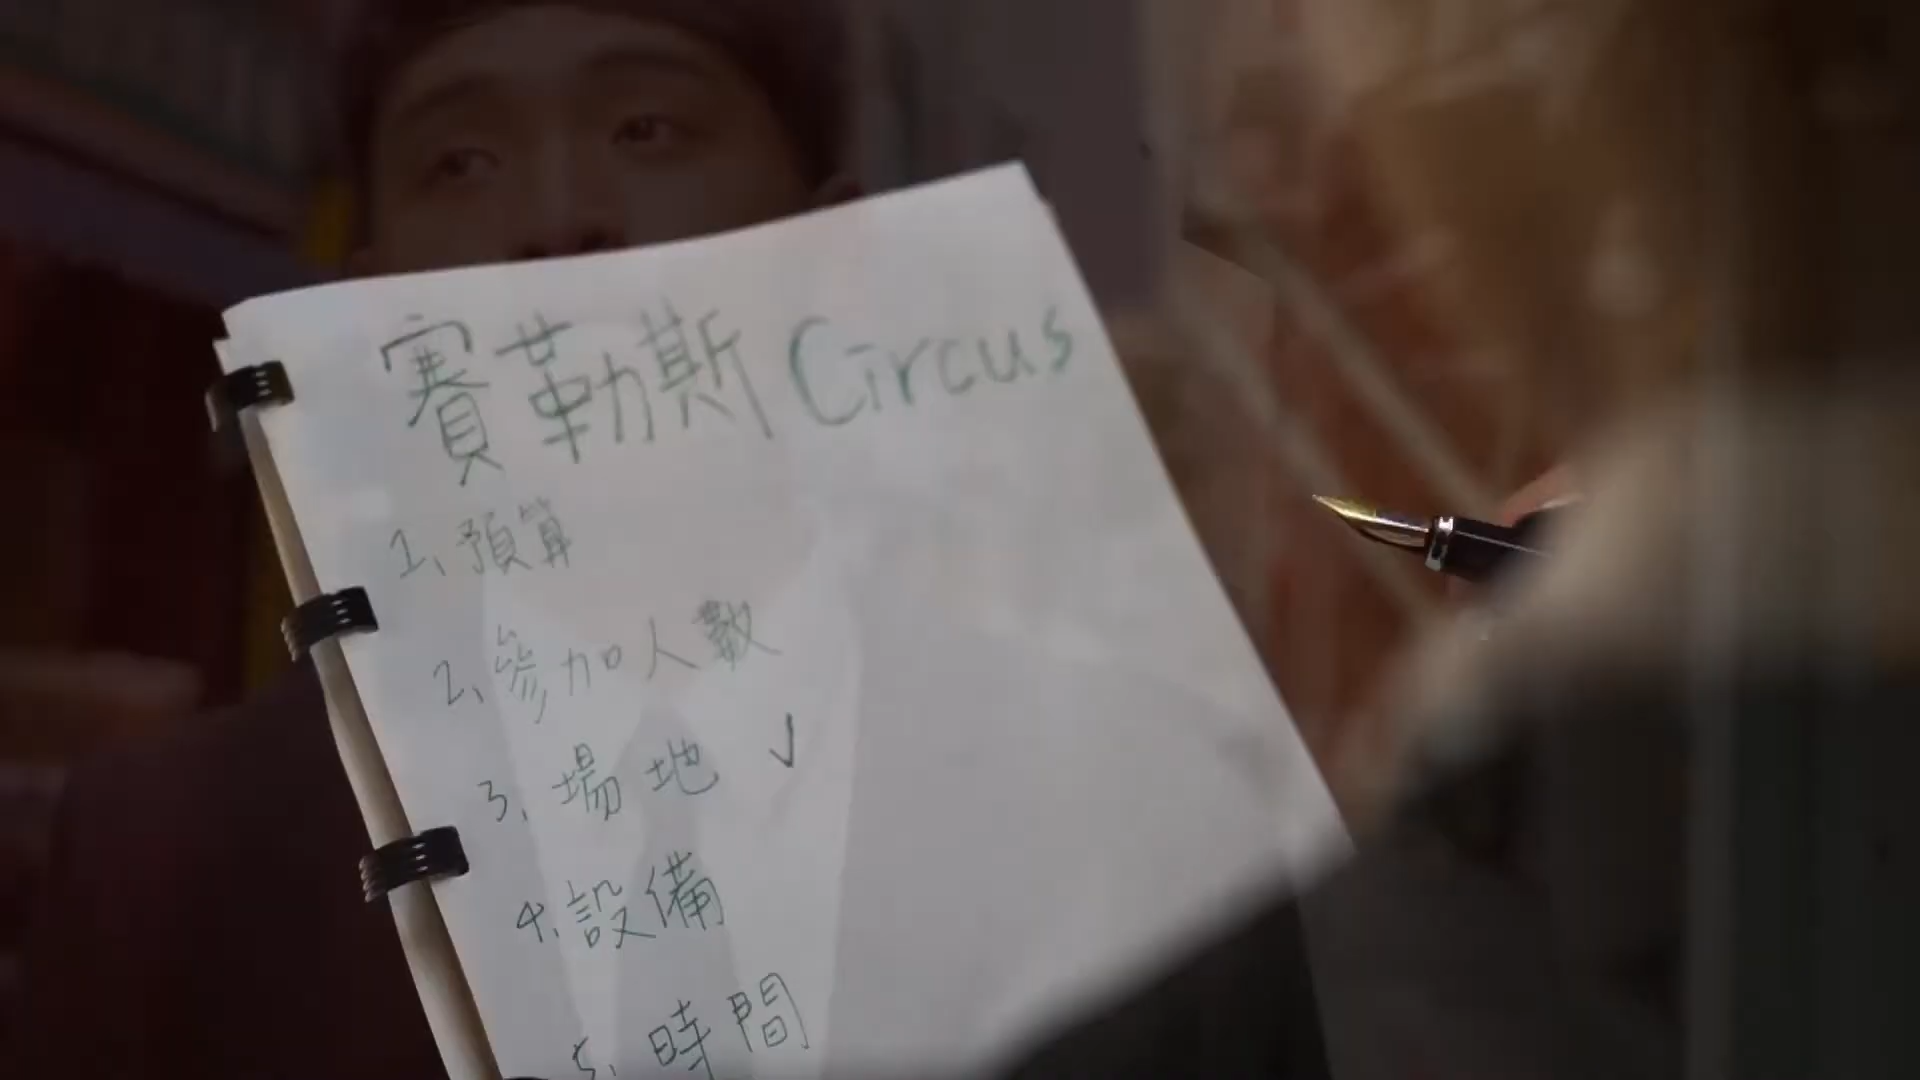 賽勒斯 Circus
1、預算
2、參加人數
3、場地 ✓
4、設備
5、時間